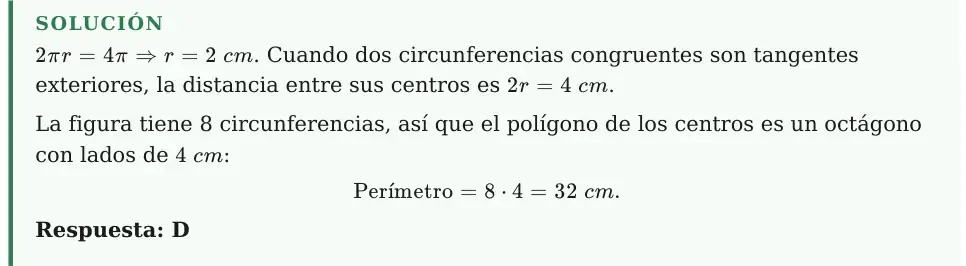 SOLUCIÓN
2πr = 4π ⇒ r = 2 cm. Cuando dos circunferencias congruentes son tangentes
exteriores, la distancia entre sus centros es 2r = 4 cm.
La figura tiene 8 circunferencias, así que el polígono de los centros es un octágono
con lados de 4 cm:
Perímetro = 8 · 4 = 32 cm.
Respuesta: D